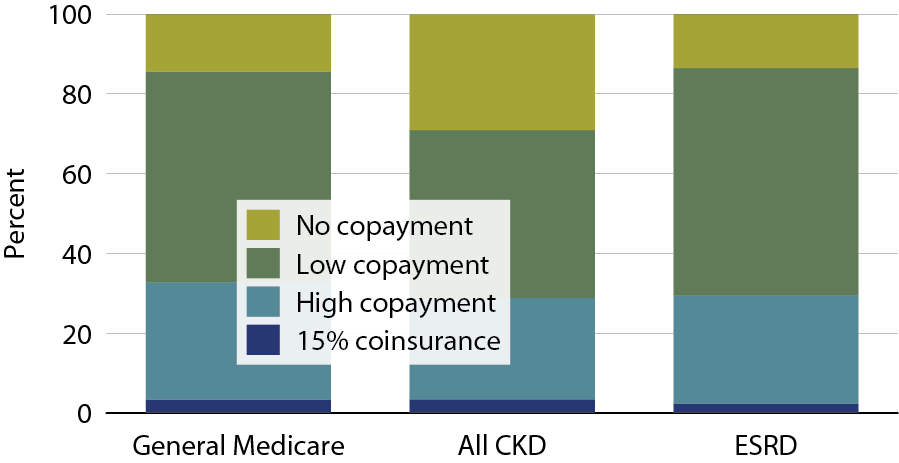 100
80
60
40
20
0
Percent
No copayment
Low copayment
High copayment
15% coinsurance
General Medicare
All CKD
ESRD